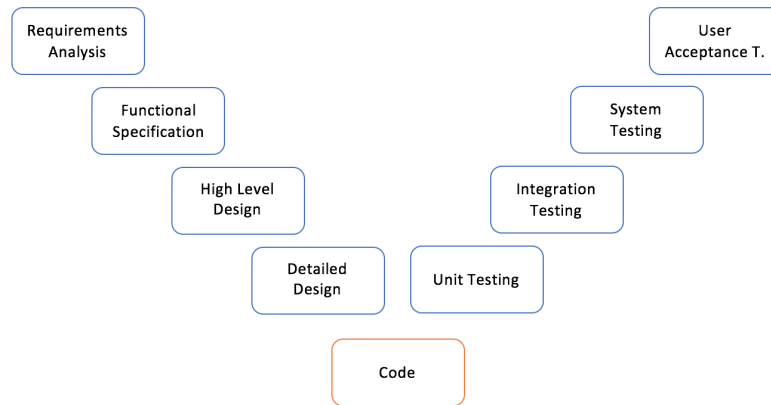 Requirements
Analysis
User
Acceptance T.
Functional
Specification
System
Testing
High Level
Design
Integration
Testing
Detailed
Design
Unit Testing
Code